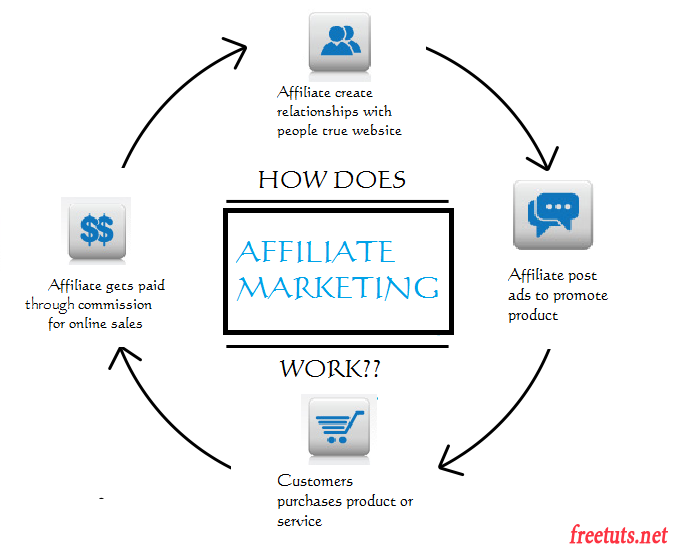 Affiliate create
relationships with
people true website
HOW DOES
AFFILIATE
MARKETING
WORK??
Affiliate post
ads to promote
product
Customers
purchases product or
service
$$
Affiliate gets paid
through commission
for online sales
-
freetuts.net